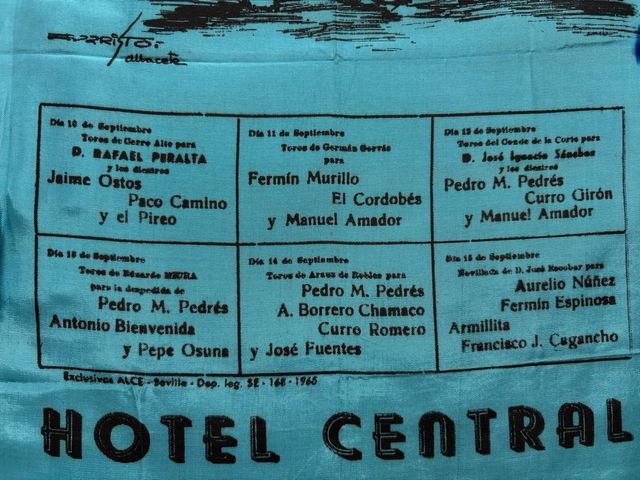 EVARISTO.
Albacete
Día 10 de Septiembre
Toros de Cierro Alto para
D. RAFAEL PERALTA
y los diestros
Jaime Ostos
Paco Camino
y el Pireo
Día 11 de Septiembre
Toros de Germán Gervás
para
Fermín Murillo
El Cordobés
y Manuel Amador
Día 12 de Septiembre
Toros del Conde de la Corte para
D. José Ignacio Sánchez
y los diestros
Pedro M. Pedrés
Curro Girón
y Manuel Amador
Día 13 de Septiembre
Toros de Eduardo MIURA
para la despedida de
Pedro M. Pedrés
Antonio Bienvenida
y Pepe Osuna
Día 14 de Septiembre
Toros de Arauz de Robles para
Pedro M. Pedrés
A. Borrero Chamaco
Curro Romero
y José Fuentes
Día 15 de Septiembre
Novillada de D. José Escobar para
Aurelio Núñez
Fermín Espinosa
Armillita
Francisco J. Cagancho
Exclusivas ALCE - Sevilla - Dep. leg. SE - 168 - 1965
HOTEL CENTRAL